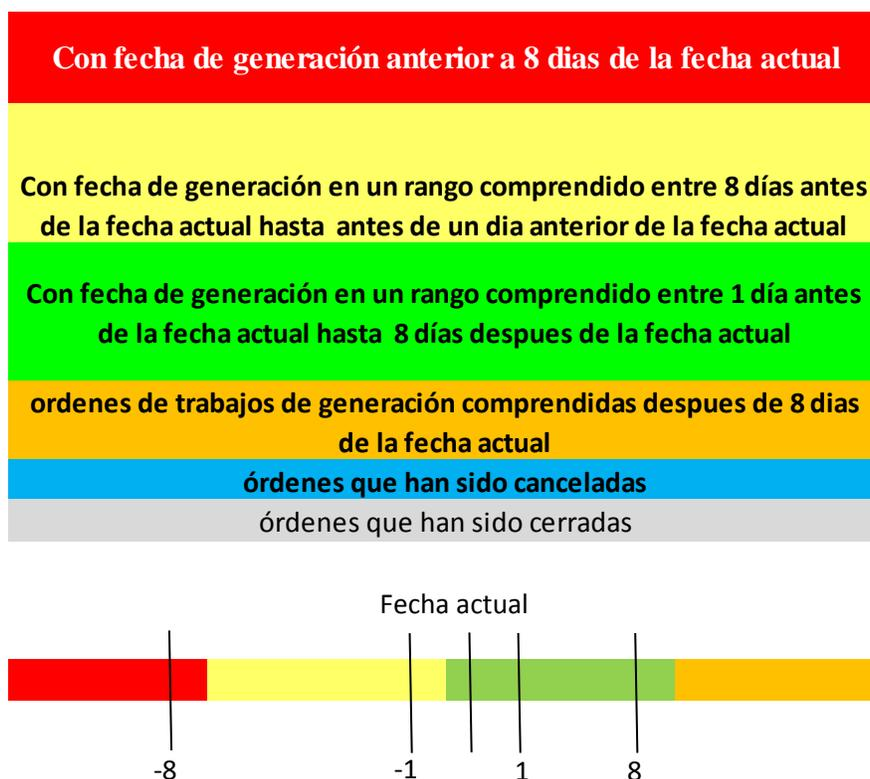 Con fecha de generación anterior a 8 dias de la fecha actual
Con fecha de generación en un rango comprendido entre 8 días antes
de la fecha actual hasta antes de un dia anterior de la fecha actual
Con fecha de generación en un rango comprendido entre 1 día antes
de la fecha actual hasta 8 días despues de la fecha actual
ordenes de trabajos de generación comprendidas despues de 8 dias
de la fecha actual
órdenes que han sido canceladas
órdenes que han sido cerradas
Fecha actual
-8 -1 1 8